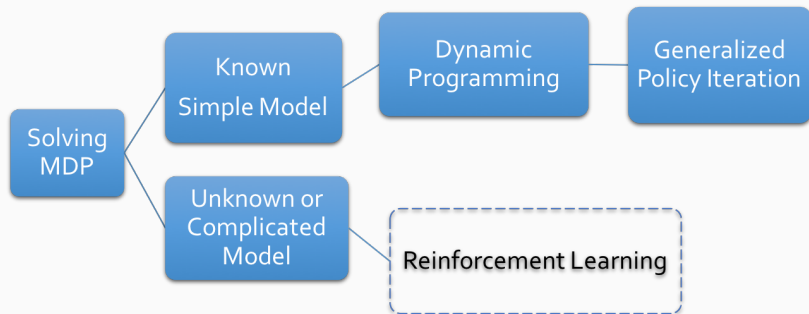 Solving
MDP
Known
Simple Model
Dynamic
Programming
Generalized
Policy Iteration
Unknown or
Complicated
Model
Reinforcement Learning